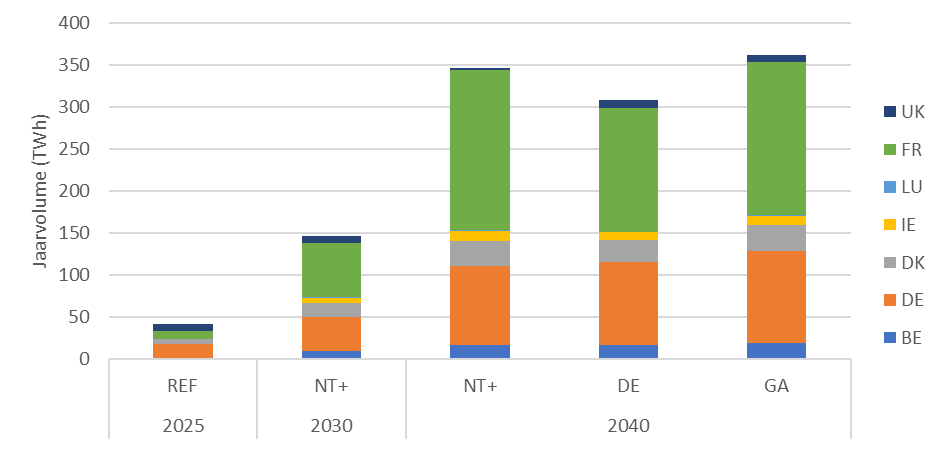 400
350
300
250
200
150
100
50
0
Jaarvolume (TWh)
REF NT+ NT+ DE GA
2025 2030 2040
UK
FR
LU
IE
DK
DE
BE